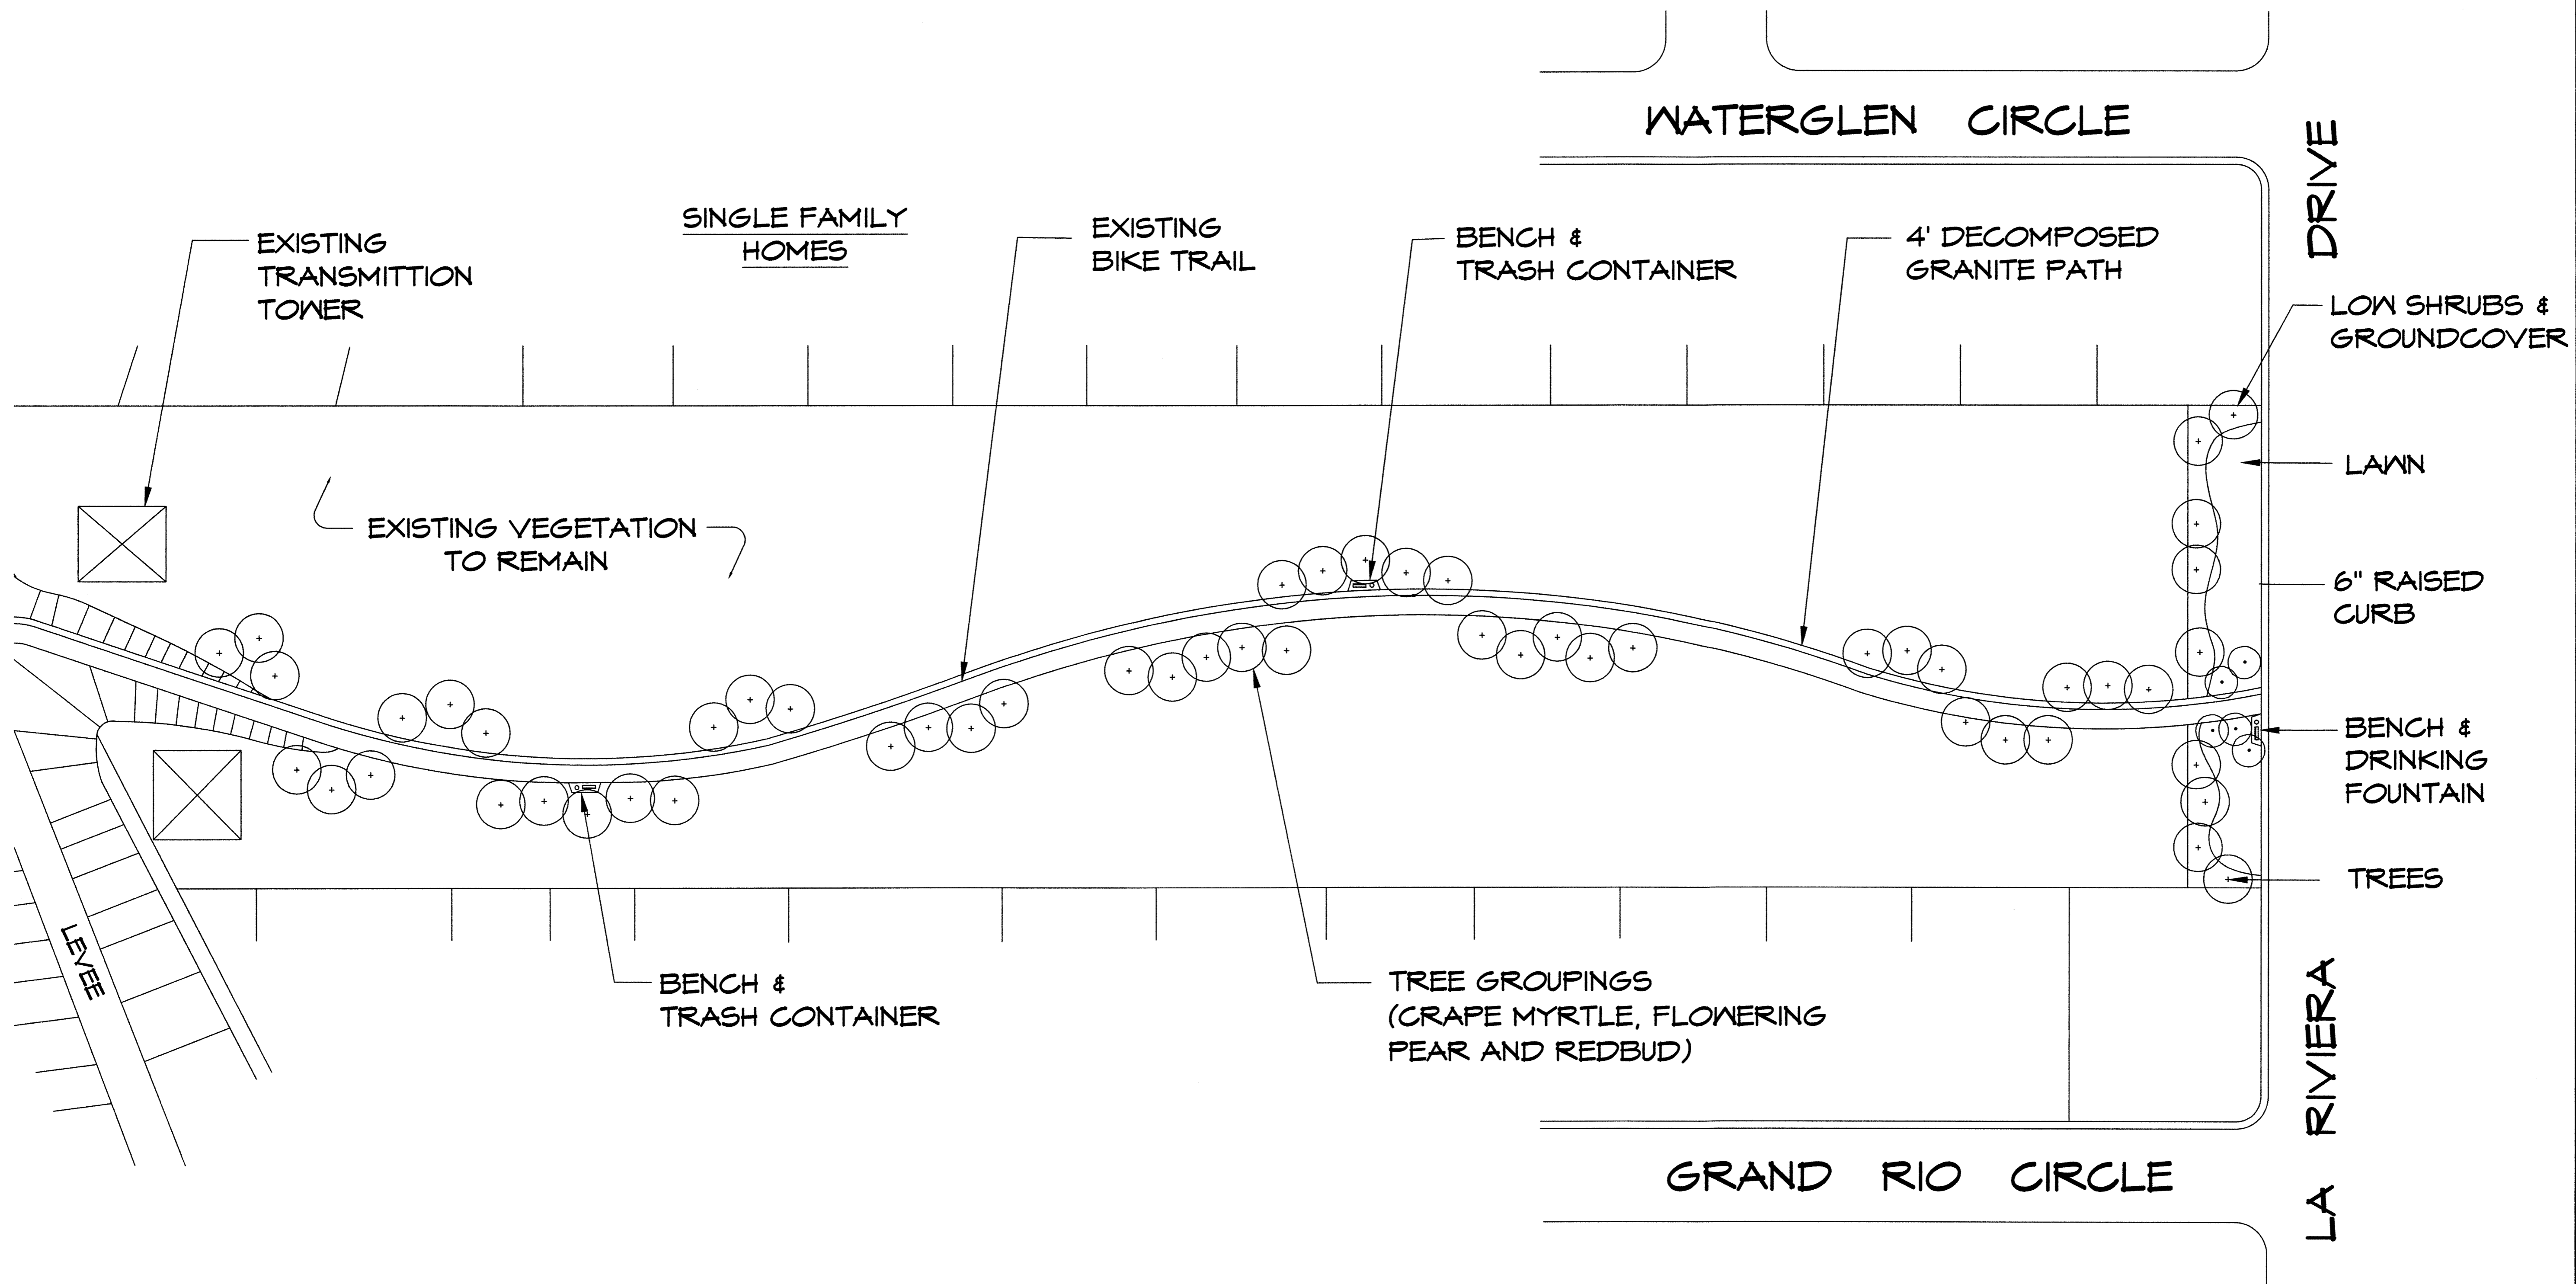 WATERGLEN CIRCLE
DRIVE
SINGLE FAMILY
HOMES
EXISTING
TRANSMITTION
TOWER
EXISTING
BIKE TRAIL
BENCH &
TRASH CONTAINER
4' DECOMPOSED
GRANITE PATH
LOW SHRUBS &
GROUNDCOVER
LAWN
EXISTING VEGETATION
TO REMAIN
6" RAISED
CURB
BENCH &
DRINKING
FOUNTAIN
TREES
LEVEE
BENCH &
TRASH CONTAINER
TREE GROUPINGS
(CRAPE MYRTLE, FLOWERING
PEAR AND REDBUD)
LA RIVIERA
GRAND RIO CIRCLE